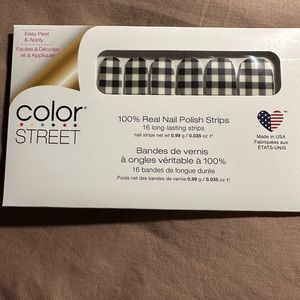 Easy Peel
& Apply
Faciles à Décoller
et à Appliquer
color®
STREET
100% Real Nail Polish Strips
16 long-lasting strips
nail strips net wt 0.99 g / 0.035 oz ℮
Bandes de vernis
à ongles véritable à 100%
16 bandes de longue durée
Poids net des bandes de vernis 0.99 g / 0.035 oz ℮
Made in USA
Fabriquées aux
ÉTATS-UNIS